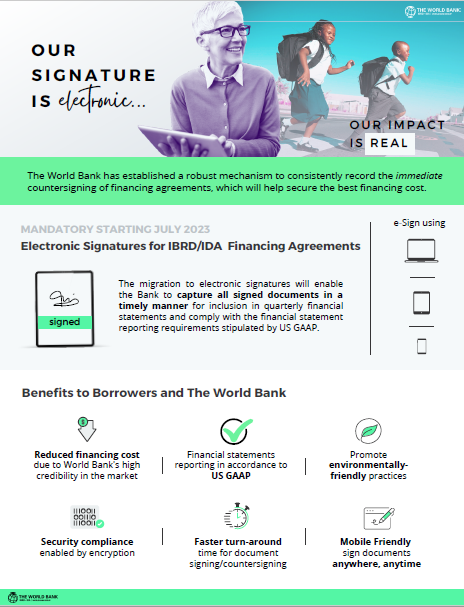 THE WORLD BANK
OUR
SIGNATURE
IS electronic...
OUR IMPACT
IS REAL
The World Bank has established a robust mechanism to consistently record the immediate
countersigning of financing agreements, which will help secure the best financing cost.
MANDATORY STARTING JULY 2023
Electronic Signatures for IBRD/IDA Financing Agreements
e-Sign using
signed
The migration to electronic signatures will enable
the Bank to capture all signed documents in a
timely manner for inclusion in quarterly financial
statements and comply with the financial statement
reporting requirements stipulated by US GAAP.
Benefits to Borrowers and The World Bank
Reduced financing cost
due to World Bank's high
credibility in the market
Financial statements
reporting in accordance to
US GAAP
Promote
environmentally-
friendly practices
Security compliance
enabled by encryption
Faster turn-around
time for document
signing/countersigning
Mobile Friendly
sign documents
anywhere, anytime
THE WORLD BANK